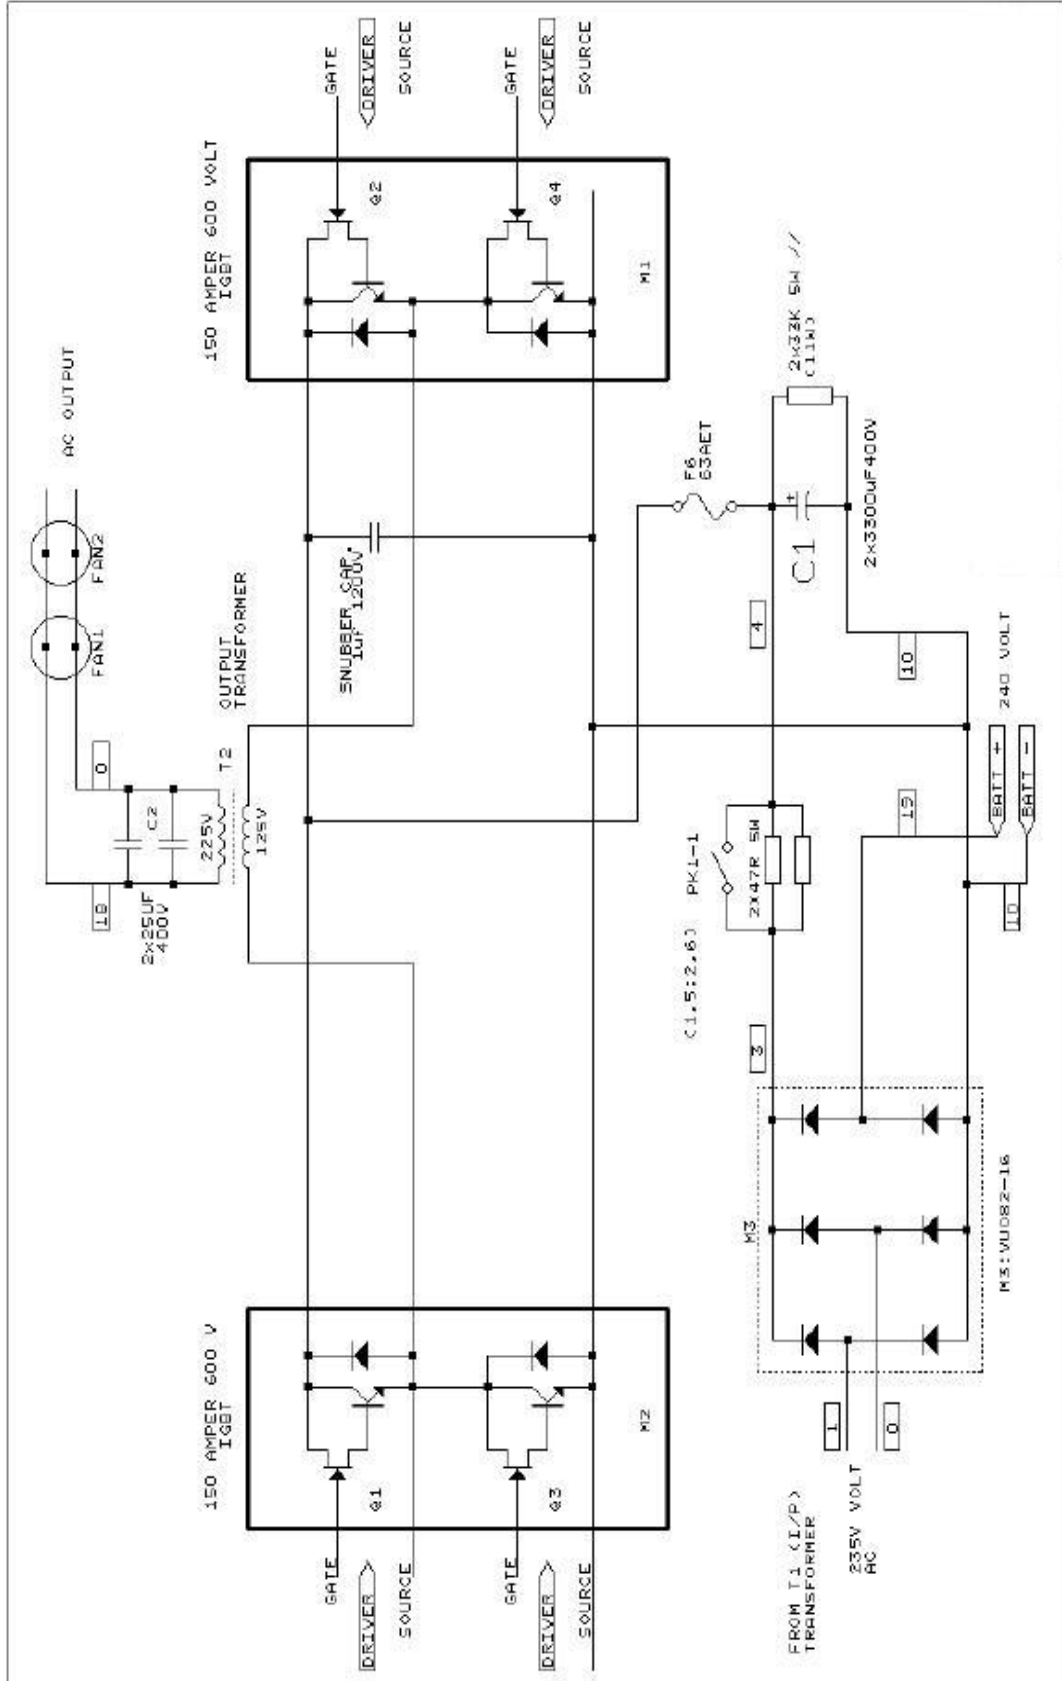 AC OUTPUT
FAN1
FAN2
0
18
C2
2x25UF
400V
225V
125V
T2
OUTPUT
TRANSFORMER
150 AMPER 600 V
IGBT
150 AMPER 600 VOLT
IGBT
GATE
DRIVER
SOURCE
GATE
DRIVER
SOURCE
Q1
Q3
M2
SNUBBER CAP.
1uF 1200V
Q2
Q4
M1
GATE
DRIVER
SOURCE
GATE
DRIVER
SOURCE
F6
63AET
C1
+
2x3300uF400V
2x33K 5W //
(11W)
4
10
PK1-1
2X47R 5W
(1,5:2,6)
3
19
10
BATT +
BATT -
240 VOLT
M3
M3:VUO82-16
1
0
FROM T1 (I/P)
TRANSFORMER
235V VOLT
AC